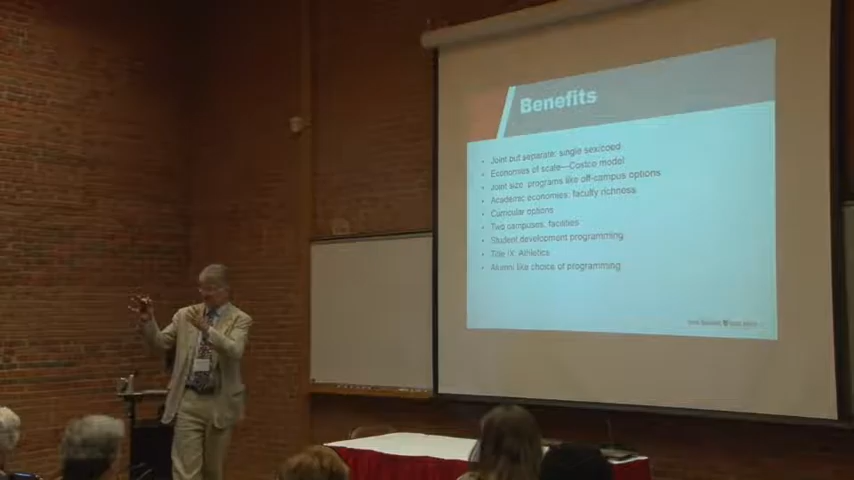 Benefits
• Joint but separate: single sex/coed
• Economies of scale—Costco model
• Joint size: programs like off-campus options
• Academic economies, faculty richness
• Curricular options
• Two campuses, facilities
• Student development programming
• Title IX: Athletics
• Alumni like choice of programming